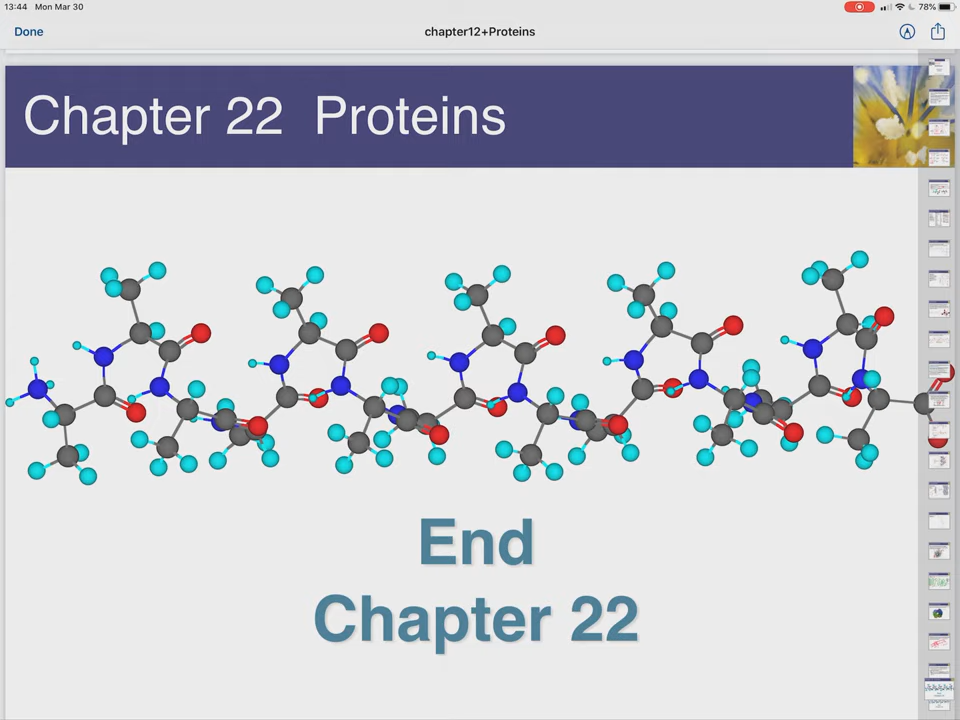 13:44 Mon Mar 30
78%
Done
chapter12+Proteins
Chapter 22 Proteins
End
Chapter 22